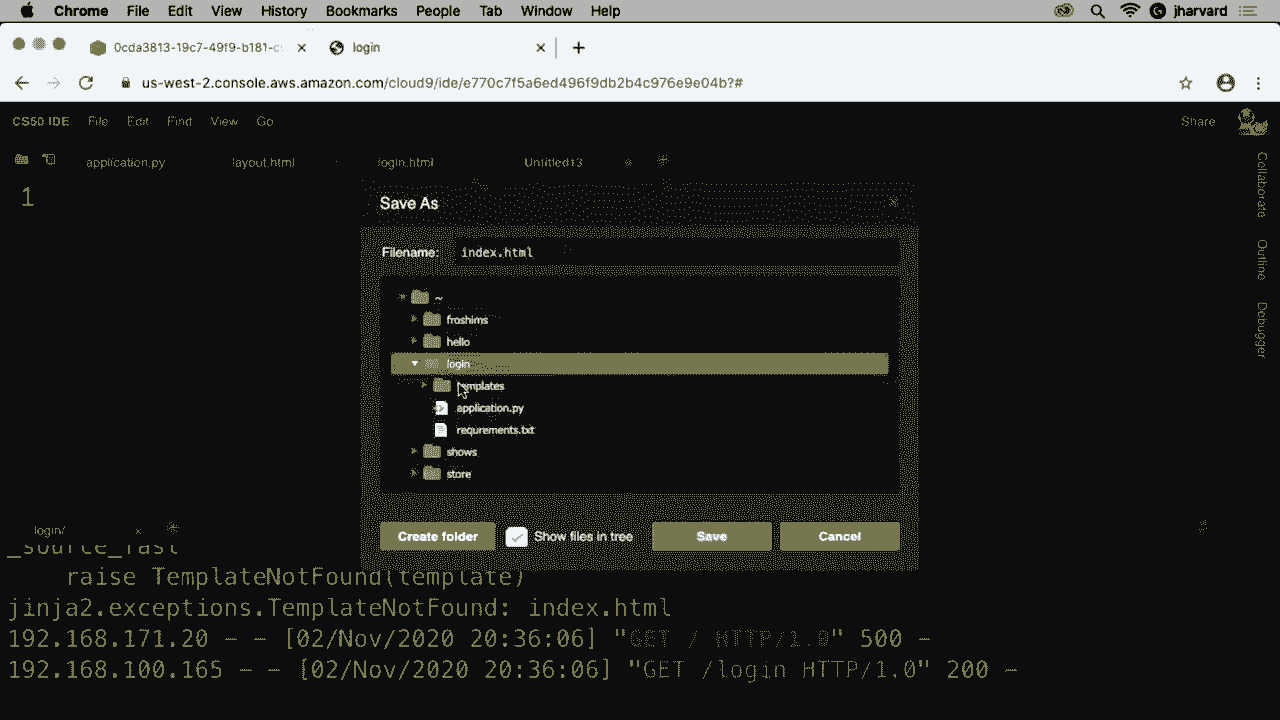 Chrome File Edit View History Bookmarks People Tab Window Help jharvard
0cda3813-19c7-49f9-b181-c login
us-west-2.console.aws.amazon.com/cloud9/ide/e770c7f5a6ed496f9db2b4c976e9e04b?#
CS50 IDE File Edit Find View Go Share
application.py layout.html login.html Untitled13
1
Collaborate
Outline
Debugger
Save As
Filename: index.html
~
froshims
hello
login
templates
application.py
requrements.txt
shows
store
Create folder Show files in tree Save Cancel
login/
_source_fast
raise TemplateNotFound(template)
jinja2.exceptions.TemplateNotFound: index.html
192.168.171.20 - - [02/Nov/2020 20:36:06] "GET / HTTP/1.0" 500 -
192.168.100.165 - - [02/Nov/2020 20:36:06] "GET /login HTTP/1.0" 200 -